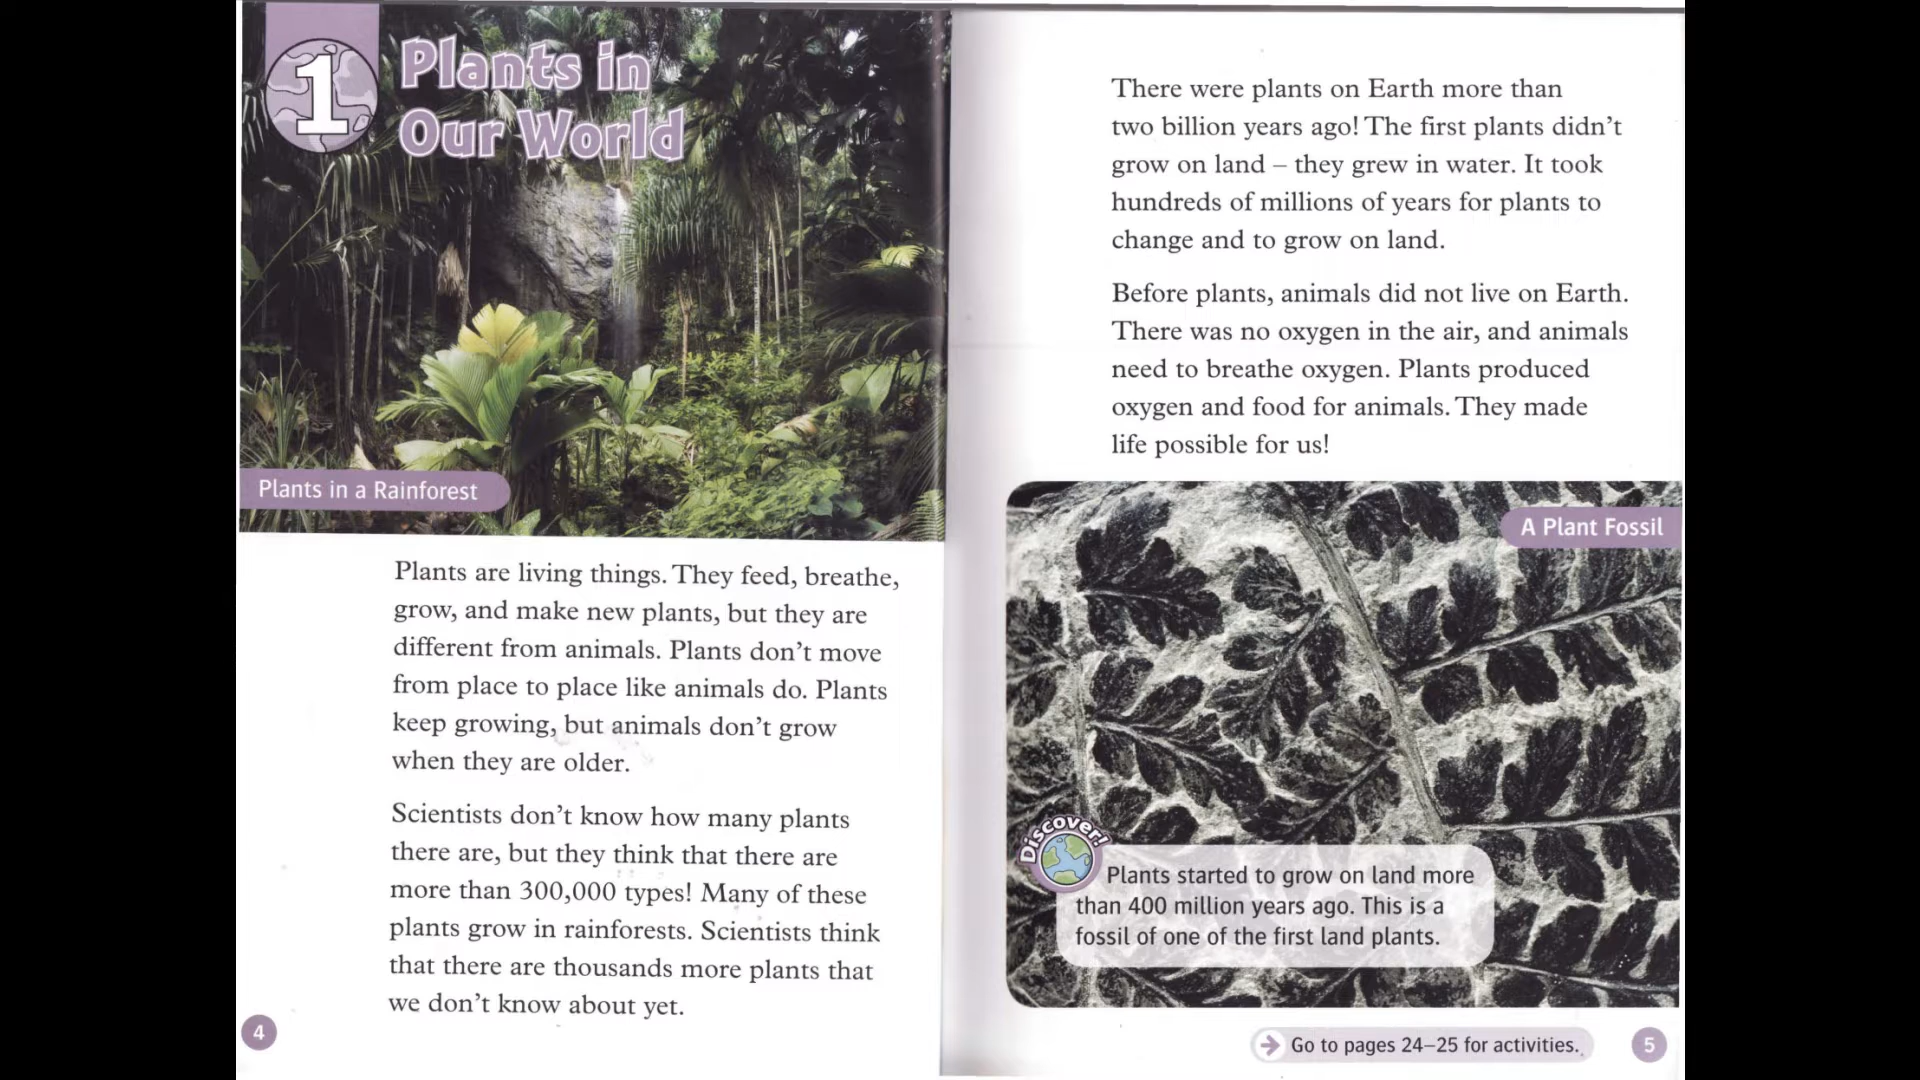 1
Plants in
Our World
Plants in a Rainforest
Plants are living things. They feed, breathe,
grow, and make new plants, but they are
different from animals. Plants don't move
from place to place like animals do. Plants
keep growing, but animals don't grow
when they are older.
Scientists don't know how many plants
there are, but they think that there are
more than 300,000 types! Many of these
plants grow in rainforests. Scientists think
that there are thousands more plants that
we don't know about yet.
4
There were plants on Earth more than
two billion years ago! The first plants didn't
grow on land – they grew in water. It took
hundreds of millions of years for plants to
change and to grow on land.
Before plants, animals did not live on Earth.
There was no oxygen in the air, and animals
need to breathe oxygen. Plants produced
oxygen and food for animals. They made
life possible for us!
A Plant Fossil
Discover!
Plants started to grow on land more
than 400 million years ago. This is a
fossil of one of the first land plants.
Go to pages 24–25 for activities.
5